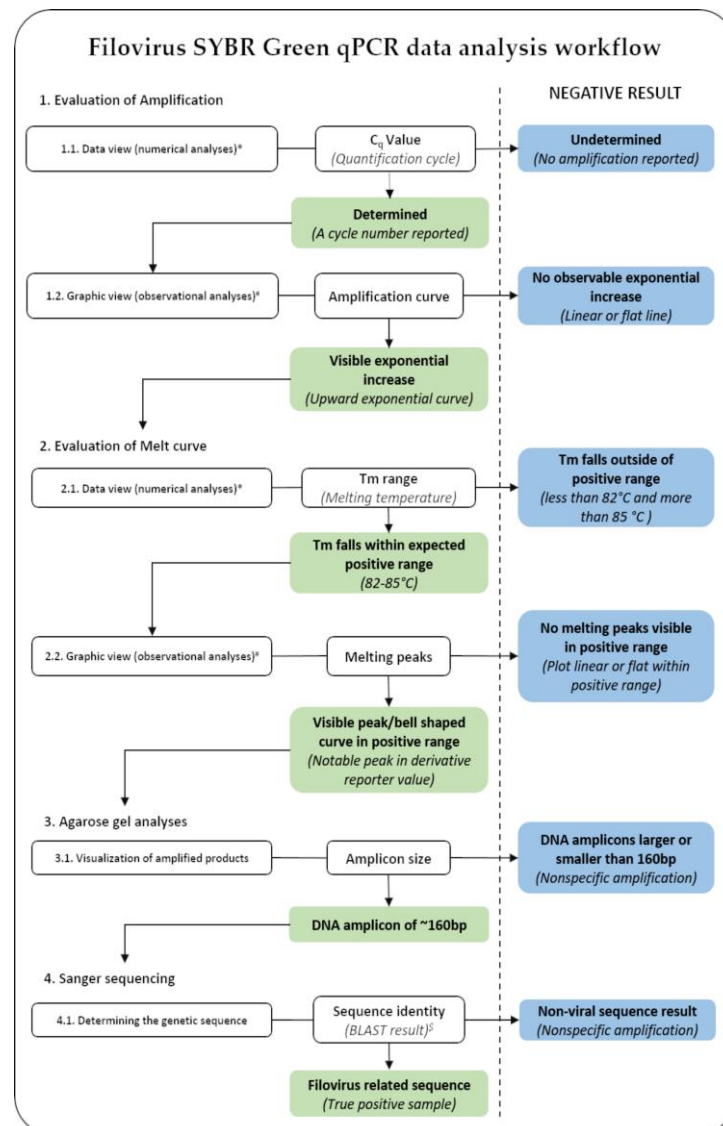 Filovirus SYBR Green qPCR data analysis workflow
NEGATIVE RESULT
1. Evaluation of Amplification
1.1. Data view (numerical analyses)*
Cq Value
(Quantification cycle)
Undetermined
(No amplification reported)
Determined
(A cycle number reported)
1.2. Graphic view (observational analyses)*
Amplification curve
No observable exponential
increase
(Linear or flat line)
Visible exponential
increase
(Upward exponential curve)
2. Evaluation of Melt curve
2.1. Data view (numerical analyses)*
Tm range
(Melting temperature)
Tm falls outside of
positive range
(less than 82°C and more
than 85 °C )
Tm falls within expected
positive range
(82-85°C)
2.2. Graphic view (observational analyses)*
Melting peaks
No melting peaks visible
in positive range
(Plot linear or flat within
positive range)
Visible peak/bell shaped
curve in positive range
(Notable peak in derivative
reporter value)
3. Agarose gel analyses
3.1. Visualization of amplified products
Amplicon size
DNA amplicons larger or
smaller than 160bp
(Nonspecific amplification)
DNA amplicon of ~160bp
4. Sanger sequencing
4.1. Determining the genetic sequence
Sequence identity
(BLAST result)$
Non-viral sequence result
(Nonspecific amplification)
Filovirus related sequence
(True positive sample)